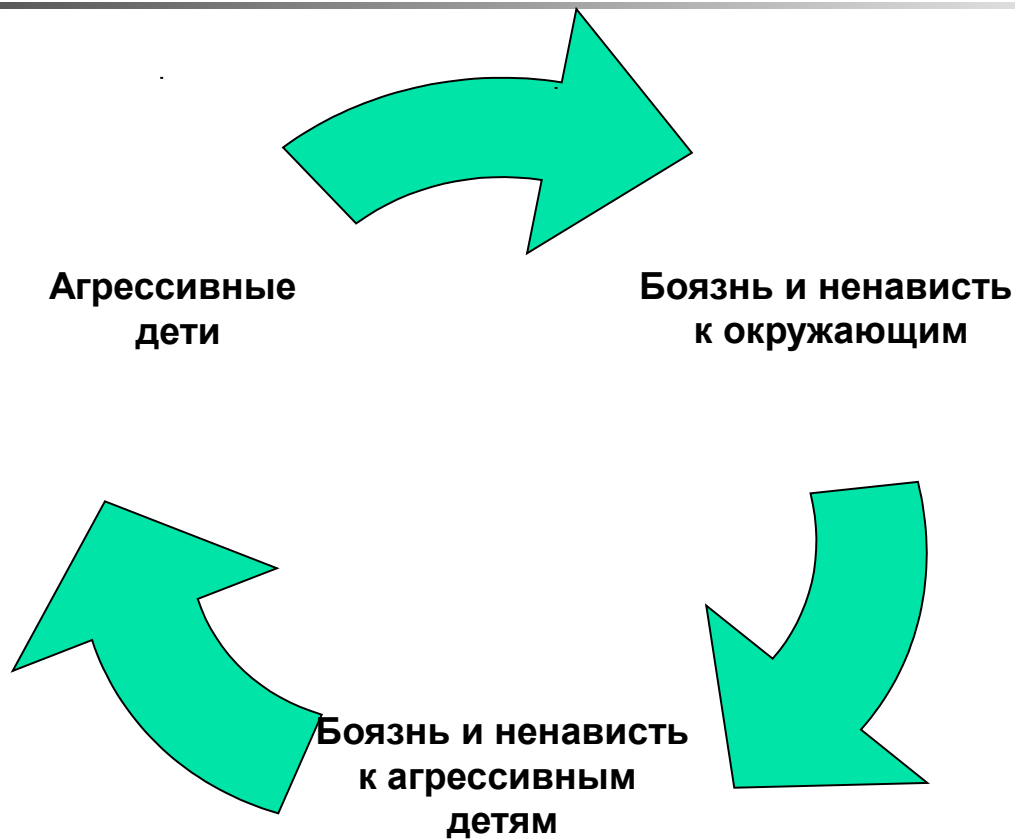 Агрессивные
дети
Боязнь и ненависть
к окружающим
Боязнь и ненависть
к агрессивным
детям